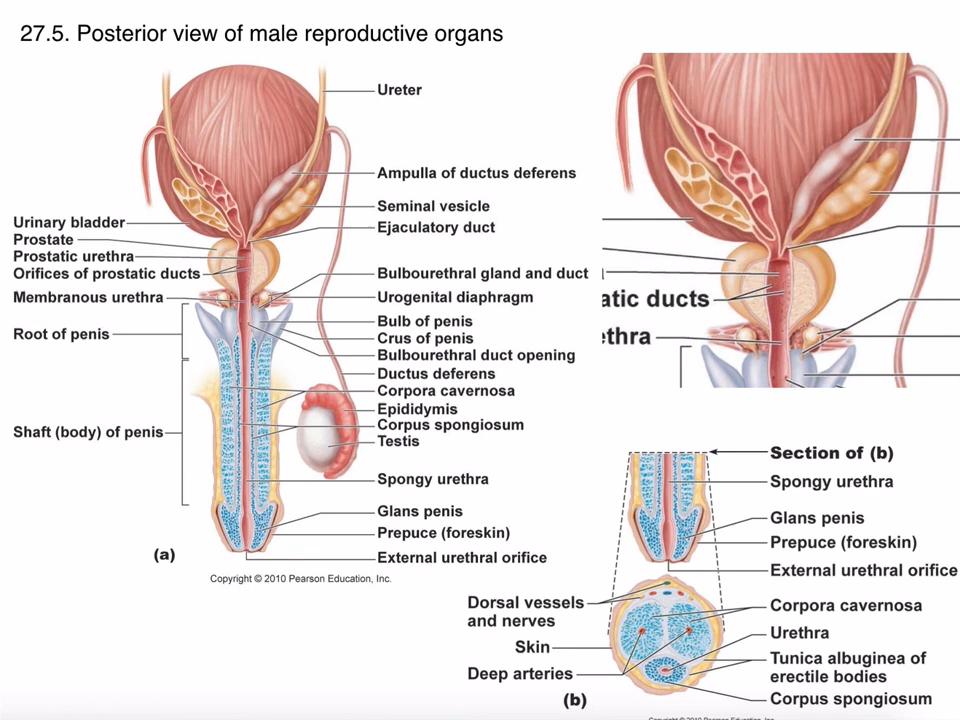 27.5. Posterior view of male reproductive organs
Ureter
Ampulla of ductus deferens
Seminal vesicle
Ejaculatory duct
Urinary bladder
Prostate
Prostatic urethra
Orifices of prostatic ducts
Membranous urethra
Root of penis
Shaft (body) of penis
Bulbourethral gland and duct
Urogenital diaphragm
Bulb of penis
Crus of penis
Bulbourethral duct opening
Ductus deferens
Corpora cavernosa
Epididymis
Corpus spongiosum
Testis
Spongy urethra
Glans penis
Prepuce (foreskin)
External urethral orifice
(a)
Copyright © 2010 Pearson Education, Inc.
atic ducts
ethra
Section of (b)
Spongy urethra
Glans penis
Prepuce (foreskin)
External urethral orifice
Dorsal vessels
and nerves
Skin
Deep arteries
(b)
Corpora cavernosa
Urethra
Tunica albuginea of
erectile bodies
Corpus spongiosum
Copyright © 2010 Pearson Education, Inc.